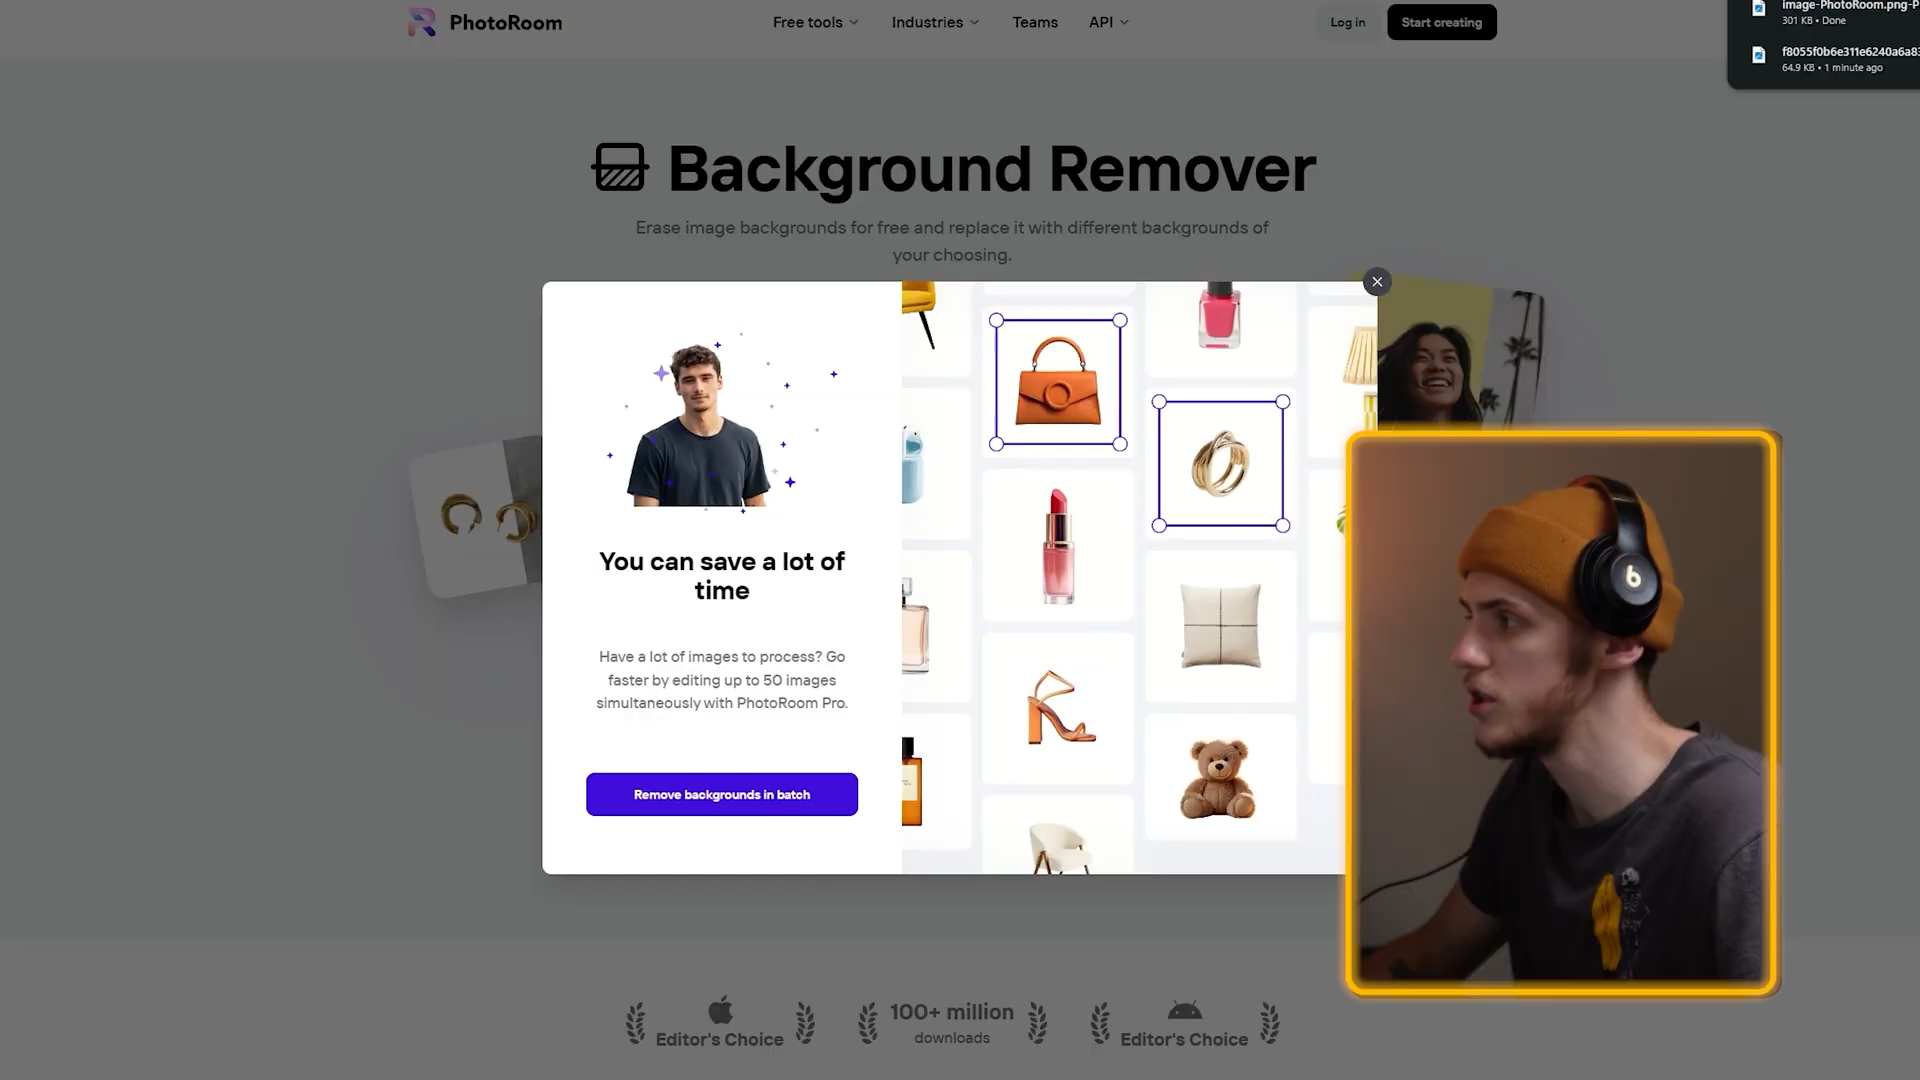 PhotoRoom
Free tools
Industries
Teams
API
Log in
Start creating
image-PhotoRoom.png-P
301 KB • Done
f8055f0b6e311e6240a6a83
64.9 KB • 1 minute ago
Background Remover
Erase image backgrounds for free and replace it with different backgrounds of
your choosing.
You can save a lot of
time
Have a lot of images to process? Go
faster by editing up to 50 images
simultaneously with PhotoRoom Pro.
Remove backgrounds in batch
Editor's Choice
100+ million
downloads
Editor's Choice